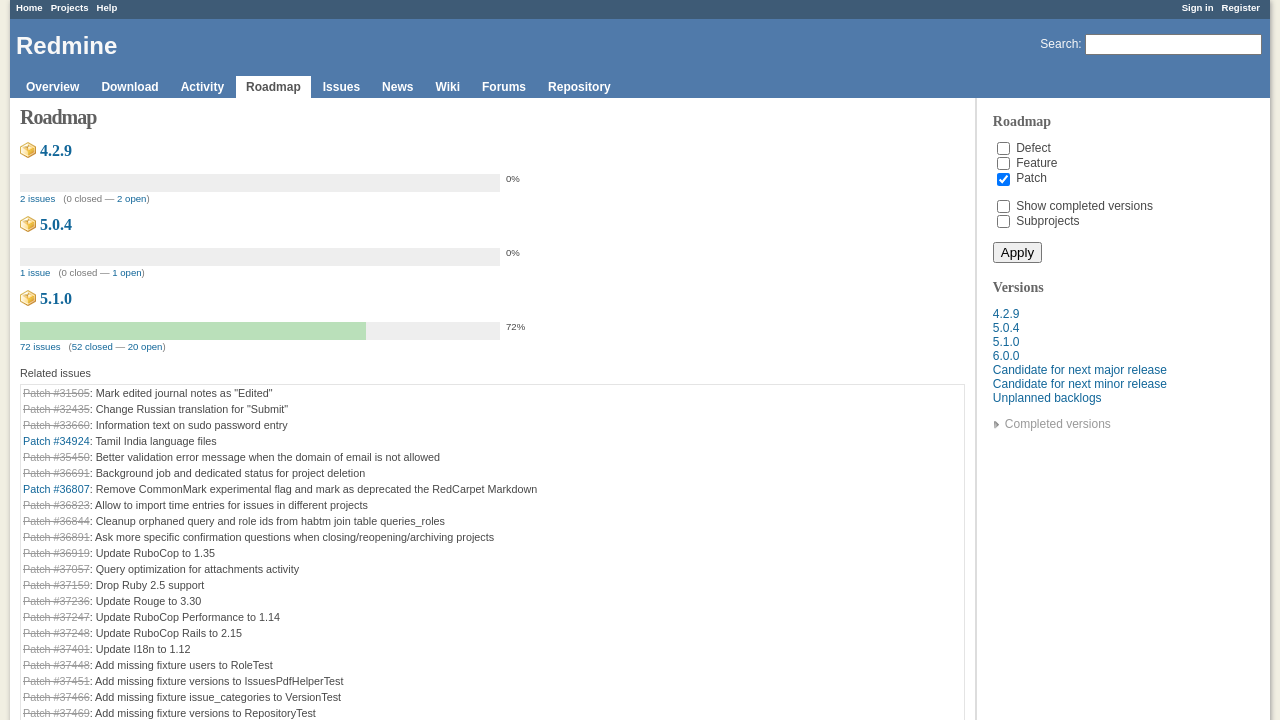 Home Projects Help Sign in Register
Redmine
Search:
Overview Download Activity Roadmap Issues News Wiki Forums Repository
Roadmap
4.2.9
0%
2 issues (0 closed — 2 open)
5.0.4
0%
1 issue (0 closed — 1 open)
5.1.0
72%
72 issues (52 closed — 20 open)
Related issues
Patch #31505: Mark edited journal notes as "Edited"
Patch #32435: Change Russian translation for "Submit"
Patch #33660: Information text on sudo password entry
Patch #34924: Tamil India language files
Patch #35450: Better validation error message when the domain of email is not allowed
Patch #36691: Background job and dedicated status for project deletion
Patch #36807: Remove CommonMark experimental flag and mark as deprecated the RedCarpet Markdown
Patch #36823: Allow to import time entries for issues in different projects
Patch #36844: Cleanup orphaned query and role ids from habtm join table queries_roles
Patch #36891: Ask more specific confirmation questions when closing/reopening/archiving projects
Patch #36919: Update RuboCop to 1.35
Patch #37057: Query optimization for attachments activity
Patch #37159: Drop Ruby 2.5 support
Patch #37236: Update Rouge to 3.30
Patch #37247: Update RuboCop Performance to 1.14
Patch #37248: Update RuboCop Rails to 2.15
Patch #37401: Update I18n to 1.12
Patch #37448: Add missing fixture users to RoleTest
Patch #37451: Add missing fixture versions to IssuesPdfHelperTest
Patch #37466: Add missing fixture issue_categories to VersionTest
Patch #37469: Add missing fixture versions to RepositoryTest
Roadmap
Defect
Feature
Patch
Show completed versions
Subprojects
Apply
Versions
4.2.9
5.0.4
5.1.0
6.0.0
Candidate for next major release
Candidate for next minor release
Unplanned backlogs
Completed versions